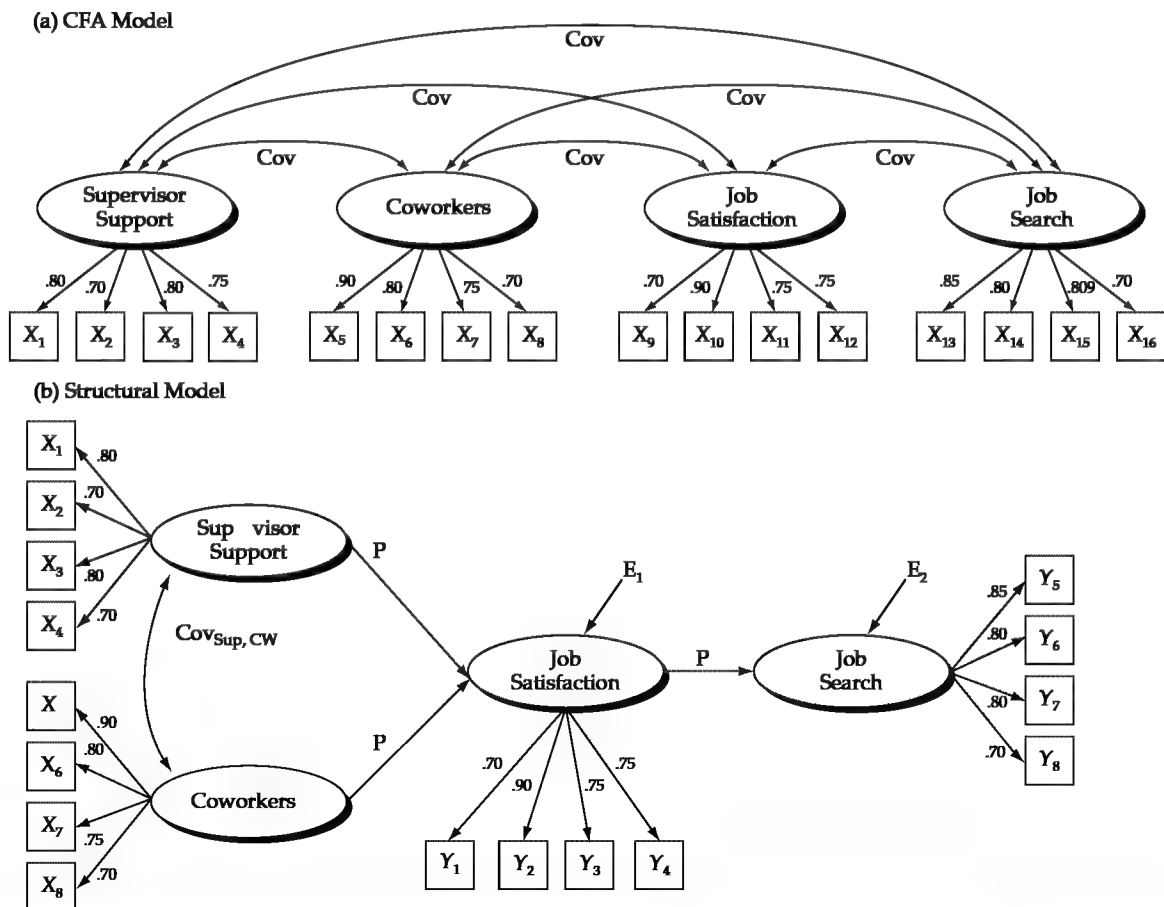 (a) CFA Model
Cov
Cov
Cov
Cov
Cov
Cov
Supervisor
Support
Coworkers
Job
Satisfaction
Job
Search
.80
.70
.80
.75
.90
.80
75
.70
.70
.90
.75
.75
.85
.80
.809
.70
X1
X2
X3
X4
X5
X6
X7
X8
X9
X10
X11
X12
X13
X14
X15
X16
(b) Structural Model
X1
.80
X2
.70
X3
.80
X4
.70
Sup visor
Support
P
CovSup, CW
X
.90
X6
.80
X7
.75
X8
.70
Coworkers
P
E1
Job
Satisfaction
.70
.90
.75
.75
Y1
Y2
Y3
Y4
P
E2
Job
Search
.85
Y5
.80
Y6
.80
Y7
.70
Y8